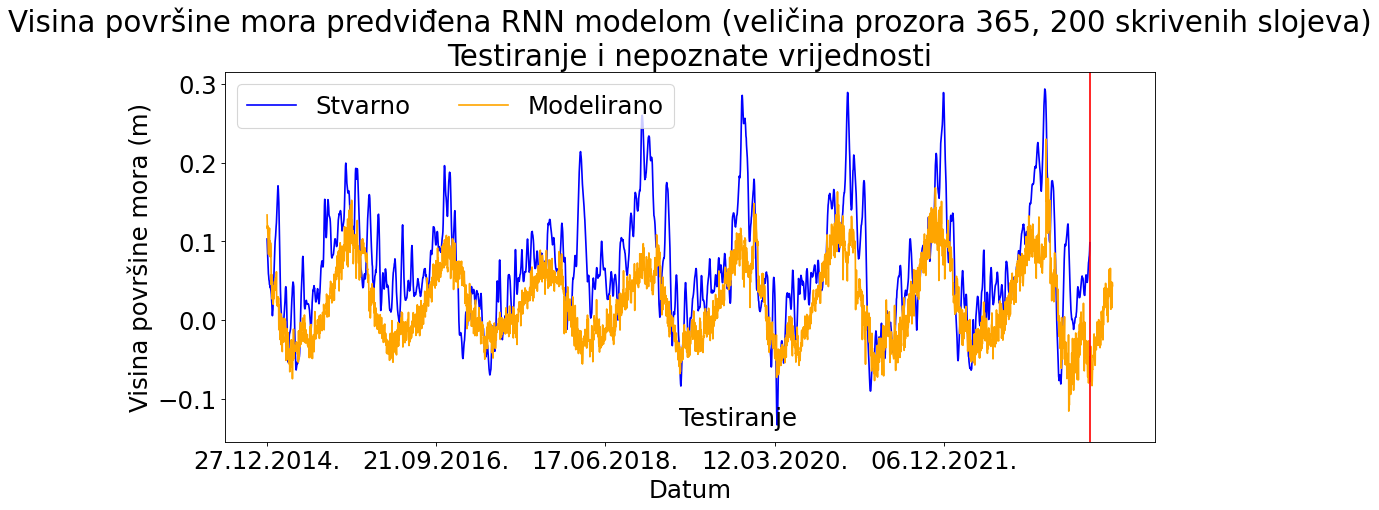 Visina površine mora predviđena RNN modelom (veličina prozora 365, 200 skrivenih slojeva)
Testiranje i nepoznate vrijednosti
Stvarno Modelirano
Visina površine mora (m)
0.3
0.2
0.1
0.0
−0.1
Testiranje
27.12.2014. 21.09.2016. 17.06.2018. 12.03.2020. 06.12.2021.
Datum